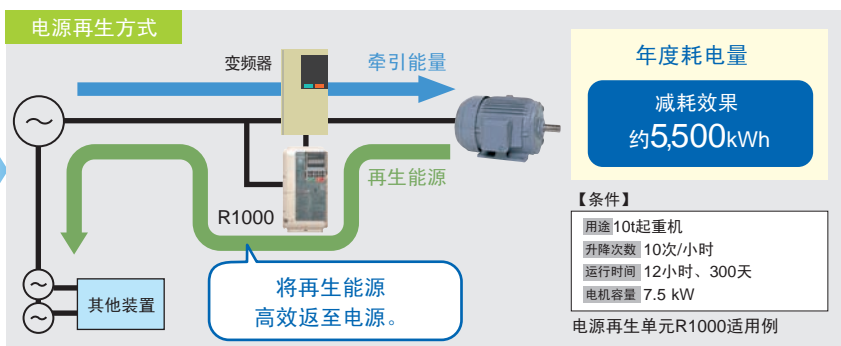 电源再生方式
变频器
牵引能量
再生能源
R1000
将再生能源
高效返至电源。
其他装置
年度耗电量
减耗效果
约5,500kWh
【条件】
用途 10t起重机
升降次数 10次/小时
运行时间 12小时、300天
电机容量 7.5 kW
电源再生单元R1000适用例